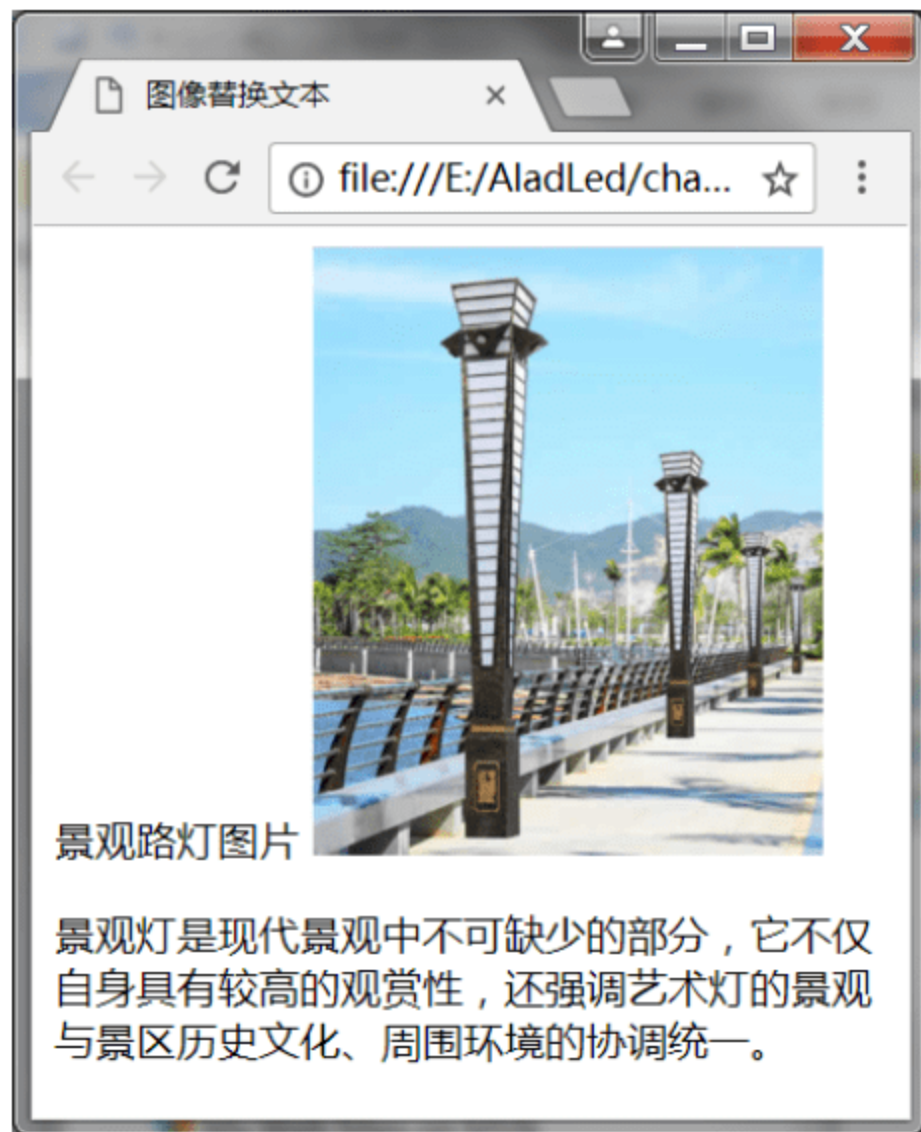 图像替换文本
file:///E:/AladLed/cha...
景观路灯图片
景观灯是现代景观中不可缺少的部分，它不仅
自身具有较高的观赏性，还强调艺术灯的景观
与景区历史文化、周围环境的协调统一。